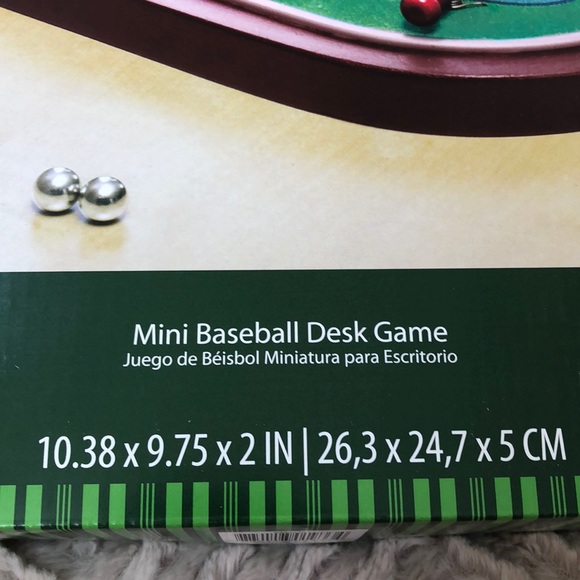 Mini Baseball Desk Game
Juego de Béisbol Miniatura para Escritorio
10.38 x 9.75 x 2 IN | 26,3 x 24,7 x 5 CM